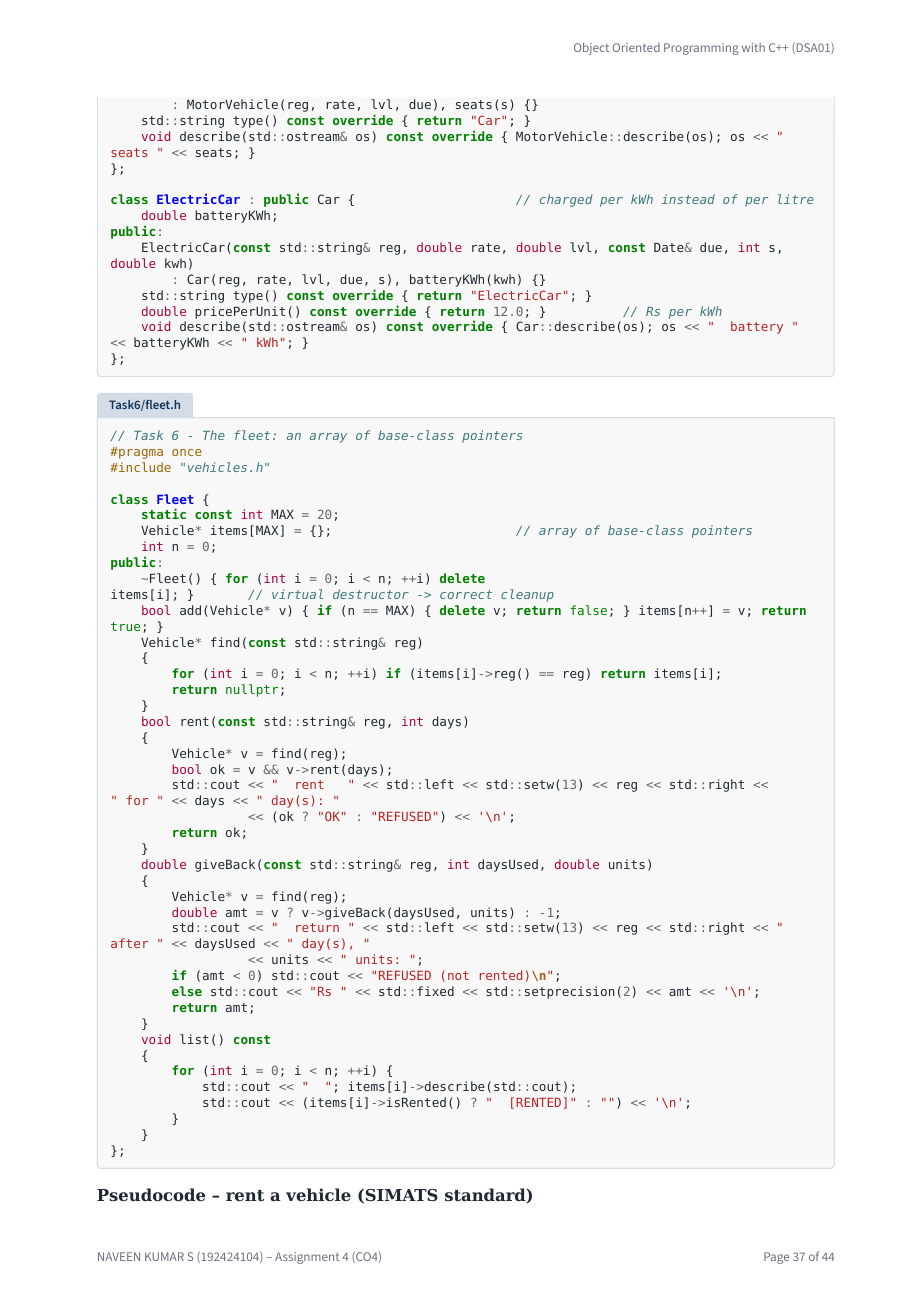 Object Oriented Programming with C++ (DSA01)
        : MotorVehicle(reg, rate, lvl, due), seats(s) {}
    std::string type() const override { return "Car"; }
    void describe(std::ostream& os) const override { MotorVehicle::describe(os); os << "
seats " << seats; }
};
class ElectricCar : public Car {                     // charged per kWh instead of per litre
    double batteryKWh;
public:
    ElectricCar(const std::string& reg, double rate, double lvl, const Date& due, int s,
double kwh)
        : Car(reg, rate, lvl, due, s), batteryKWh(kwh) {}
    std::string type() const override { return "ElectricCar"; }
    double pricePerUnit() const override { return 12.0; }          // Rs per kWh
    void describe(std::ostream& os) const override { Car::describe(os); os << "  battery "
<< batteryKWh << " kWh"; }
};
Task6/fleet.h
// Task 6 - The fleet: an array of base-class pointers
#pragma once
#include "vehicles.h"
class Fleet {
    static const int MAX = 20;
    Vehicle* items[MAX] = {};                        // array of base-class pointers
    int n = 0;
public:
    ~Fleet() { for (int i = 0; i < n; ++i) delete
items[i]; }       // virtual destructor -> correct cleanup
    bool add(Vehicle* v) { if (n == MAX) { delete v; return false; } items[n++] = v; return
true; }
    Vehicle* find(const std::string& reg)
    {
        for (int i = 0; i < n; ++i) if (items[i]->reg() == reg) return items[i];
        return nullptr;
    }
    bool rent(const std::string& reg, int days)
    {
        Vehicle* v = find(reg);
        bool ok = v && v->rent(days);
        std::cout << "  rent   " << std::left << std::setw(13) << reg << std::right <<
" for " << days << " day(s): "
                  << (ok ? "OK" : "REFUSED") << '\n';
        return ok;
    }
    double giveBack(const std::string& reg, int daysUsed, double units)
    {
        Vehicle* v = find(reg);
        double amt = v ? v->giveBack(daysUsed, units) : -1;
        std::cout << "  return " << std::left << std::setw(13) << reg << std::right << "
after " << daysUsed << " day(s), "
                  << units << " units: ";
        if (amt < 0) std::cout << "REFUSED (not rented)\n";
        else std::cout << "Rs " << std::fixed << std::setprecision(2) << amt << '\n';
        return amt;
    }
    void list() const
    {
        for (int i = 0; i < n; ++i) {
            std::cout << "  "; items[i]->describe(std::cout);
            std::cout << (items[i]->isRented() ? "  [RENTED]" : "") << '\n';
        }
    }
};
Pseudocode – rent a vehicle (SIMATS standard)
NAVEEN KUMAR S (192424104) – Assignment 4 (CO4)
Page 37 of 44